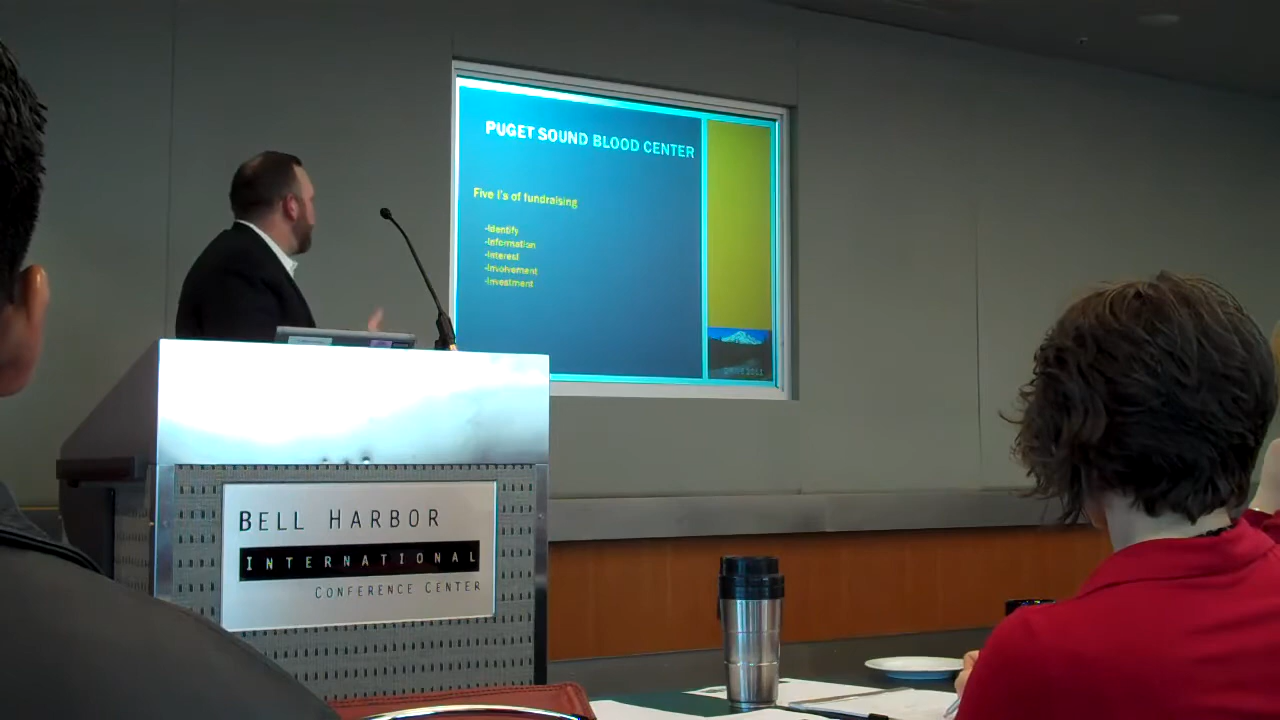 PUGET SOUND BLOOD CENTER
Five I's of fundraising
-Identify
-Information
-Interest
-Involvement
-Investment
BELL HARBOR
INTERNATIONAL
CONFERENCE CENTER